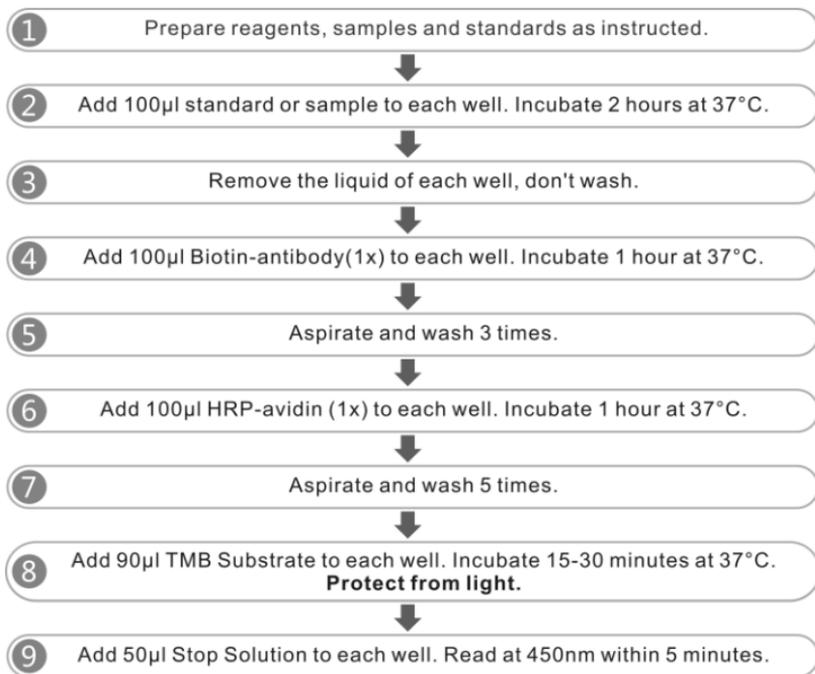 1 Prepare reagents, samples and standards as instructed.
2 Add 100μl standard or sample to each well. Incubate 2 hours at 37°C.
3 Remove the liquid of each well, don't wash.
4 Add 100μl Biotin-antibody(1x) to each well. Incubate 1 hour at 37°C.
5 Aspirate and wash 3 times.
6 Add 100μl HRP-avidin (1x) to each well. Incubate 1 hour at 37°C.
7 Aspirate and wash 5 times.
8 Add 90μl TMB Substrate to each well. Incubate 15-30 minutes at 37°C.
Protect from light.
9 Add 50μl Stop Solution to each well. Read at 450nm within 5 minutes.